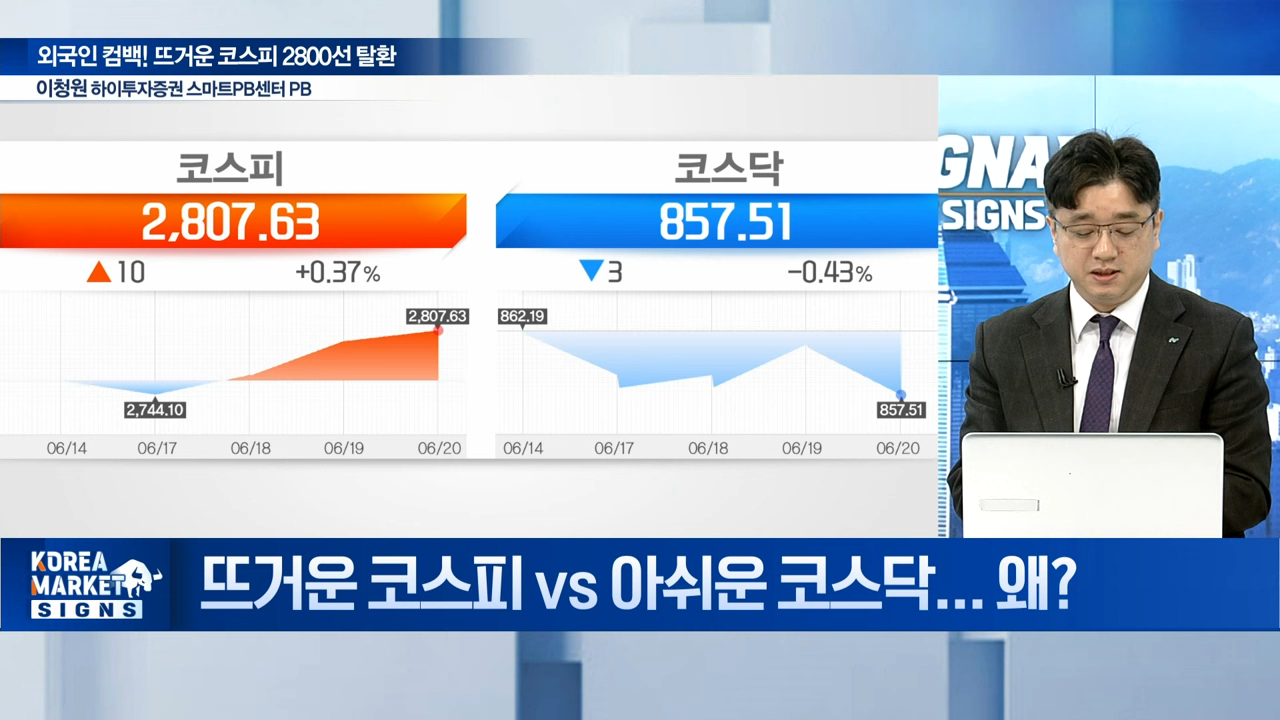 외국인 컴백! 뜨거운 코스피 2800선 탈환
이청원 하이투자증권 스마트PB센터 PB
코스피
2,807.63
▲10 +0.37%
2,807.63
2,744.10
06/14 06/17 06/18 06/19 06/20
코스닥
857.51
▼3 -0.43%
862.19
857.51
06/14 06/17 06/18 06/19 06/20
GNA
SIGNS
KOREA
MARKET
SIGNS
뜨거운 코스피 vs 아쉬운 코스닥... 왜?